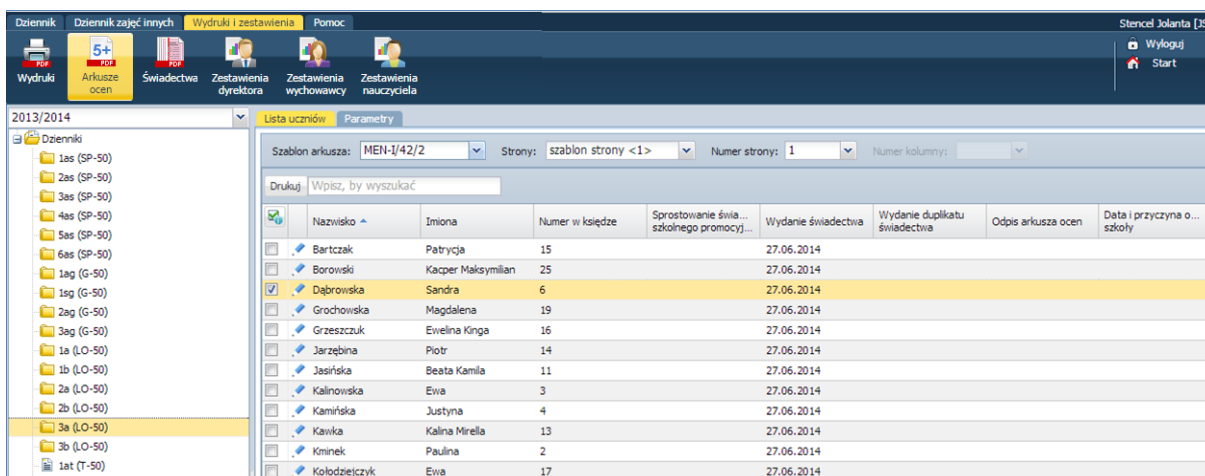 Dziennik Dziennik zajęć innych Wydruki i zestawienia Pomoc
Stencel Jolanta [JS
Wydruki
5+
Arkusze ocen
Świadectwa
Zestawienia dyrektora
Zestawienia wychowawcy
Zestawienia nauczyciela
PDF PDF PDF
Wyloguj
Start
2013/2014
Dzienniki
1as (SP-50)
2as (SP-50)
3as (SP-50)
4as (SP-50)
5as (SP-50)
6as (SP-50)
1ag (G-50)
1sg (G-50)
2ag (G-50)
3ag (G-50)
1a (LO-50)
1b (LO-50)
2a (LO-50)
2b (LO-50)
3a (LO-50)
3b (LO-50)
1at (T-50)
Lista uczniów Parametry
Szablon arkusza: MEN-I/42/2 Strony: szablon strony <1> Numer strony: 1 Numer kolumny:
Drukuj Wpisz, by wyszukać
Nazwisko Imiona Numer w księdze Sprostowanie świa... szkolnego promocyj... Wydanie świadectwa Wydanie duplikatu świadectwa Odpis arkusza ocen Data i przyczyna o... szkoły
Bartczak Patrycja 15 27.06.2014
Borowski Kacper Maksymilian 25 27.06.2014
Dąbrowska Sandra 6 27.06.2014
Grochowska Magdalena 19 27.06.2014
Grzeszczuk Ewelina Kinga 16 27.06.2014
Jarzębina Piotr 14 27.06.2014
Jasińska Beata Kamila 11 27.06.2014
Kalinowska Ewa 3 27.06.2014
Kamińska Justyna 4 27.06.2014
Kawka Kalina Mirella 13 27.06.2014
Kminek Paulina 2 27.06.2014
Kołodziejczyk Ewa 17 27.06.2014